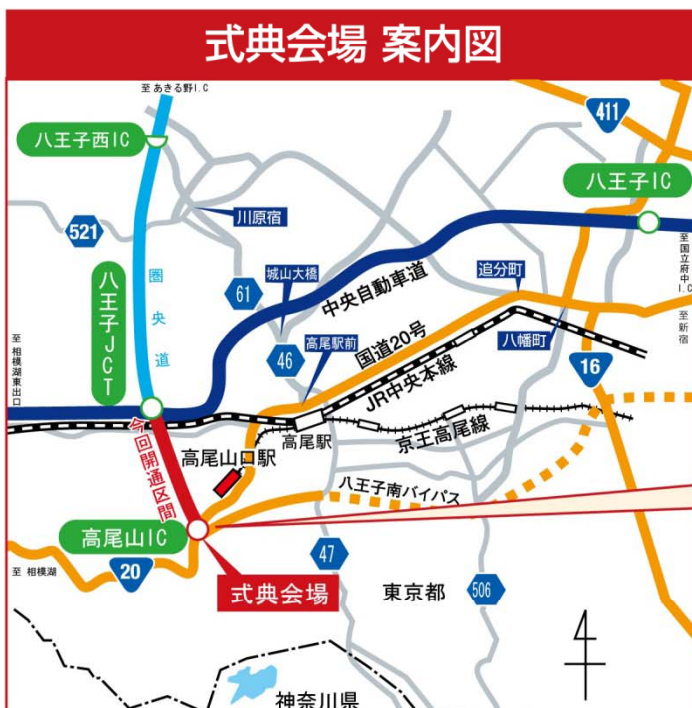 式典会場 案内図
至 あきる野I.C
八王子西IC
411
八王子IC
川原宿
521
圏央道
61
城山大橋
中央自動車道
追分町
至国立府中I.C
八王子JCT
46
高尾駅前
国道20号
八幡町
至新宿
至相模湖東出口
JR中央本線
16
高尾駅
京王高尾線
今回開通区間
高尾山口駅
八王子南バイパス
高尾山IC
至 相模湖
20
47
式典会場
東京都
506
神奈川県